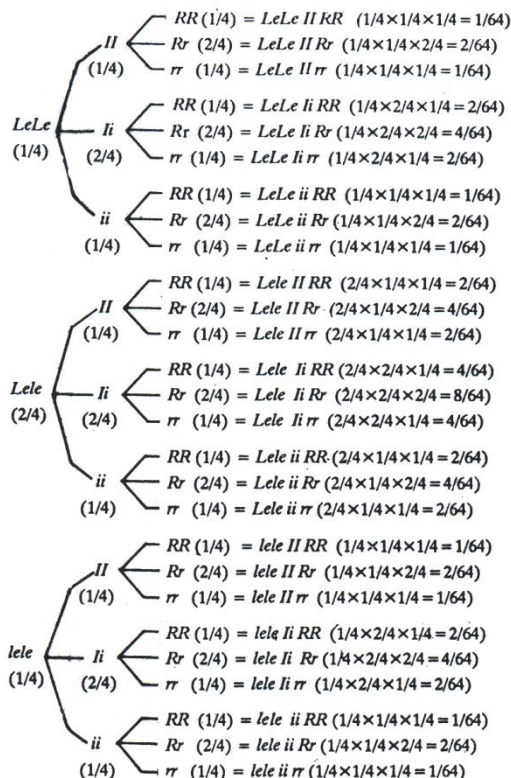 RR (1/4) = LeLe II RR (1/4×1/4×1/4 = 1/64)
II Rr (2/4) = LeLe II Rr (1/4×1/4×2/4 = 2/64)
(1/4) rr (1/4) = LeLe II rr (1/4×1/4×1/4 = 1/64)
RR (1/4) = LeLe Ii RR (1/4×2/4×1/4 = 2/64)
LeLe Ii Rr (2/4) = LeLe Ii Rr (1/4×2/4×2/4 = 4/64)
(1/4) (2/4) rr (1/4) = LeLe Ii rr (1/4×2/4×1/4 = 2/64)
RR (1/4) = LeLe ii RR (1/4×1/4×1/4 = 1/64)
ii Rr (2/4) = LeLe ii Rr (1/4×1/4×2/4 = 2/64)
(1/4) rr (1/4) = LeLe ii rr (1/4×1/4×1/4 = 1/64)
RR (1/4) = Lele II RR (2/4×1/4×1/4 = 2/64)
II Rr (2/4) = Lele II Rr (2/4×1/4×2/4 = 4/64)
(1/4) rr (1/4) = Lele II rr (2/4×1/4×1/4 = 2/64)
RR (1/4) = Lele Ii RR (2/4×2/4×1/4 = 4/64)
Lele Ii Rr (2/4) = Lele Ii Rr (2/4×2/4×2/4 = 8/64)
(2/4) (2/4) rr (1/4) = Lele Ii rr (2/4×2/4×1/4 = 4/64)
RR (1/4) = Lele ii RR (2/4×1/4×1/4 = 2/64)
ii Rr (2/4) = Lele ii Rr (2/4×1/4×2/4 = 4/64)
(1/4) rr (1/4) = Lele ii rr (2/4×1/4×1/4 = 2/64)
RR (1/4) = lele II RR (1/4×1/4×1/4 = 1/64)
II Rr (2/4) = lele II Rr (1/4×1/4×2/4 = 2/64)
(1/4) rr (1/4) = lele II rr (1/4×1/4×1/4 = 1/64)
RR (1/4) = lele Ii RR (1/4×2/4×1/4 = 2/64)
lele Ii Rr (2/4) = lele Ii Rr (1/4×2/4×2/4 = 4/64)
(1/4) (2/4) rr (1/4) = lele Ii rr (1/4×2/4×1/4 = 2/64)
RR (1/4) = lele ii RR (1/4×1/4×1/4 = 1/64)
ii Rr (2/4) = lele ii Rr (1/4×1/4×2/4 = 2/64)
(1/4) rr (1/4) = lele ii rr (1/4×1/4×1/4 = 1/64)